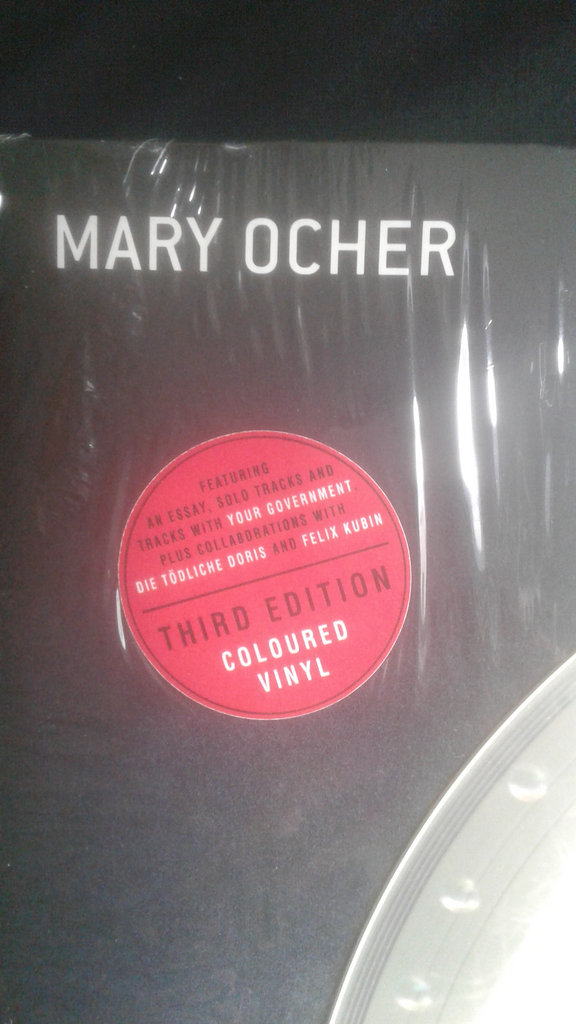 MARY OCHER
FEATURING
AN ESSAY, SOLO TRACKS AND
TRACKS WITH YOUR GOVERNMENT
PLUS COLLABORATIONS WITH
DIE TÖDLICHE DORIS AND FELIX KUBIN
THIRD EDITION
COLOURED
VINYL